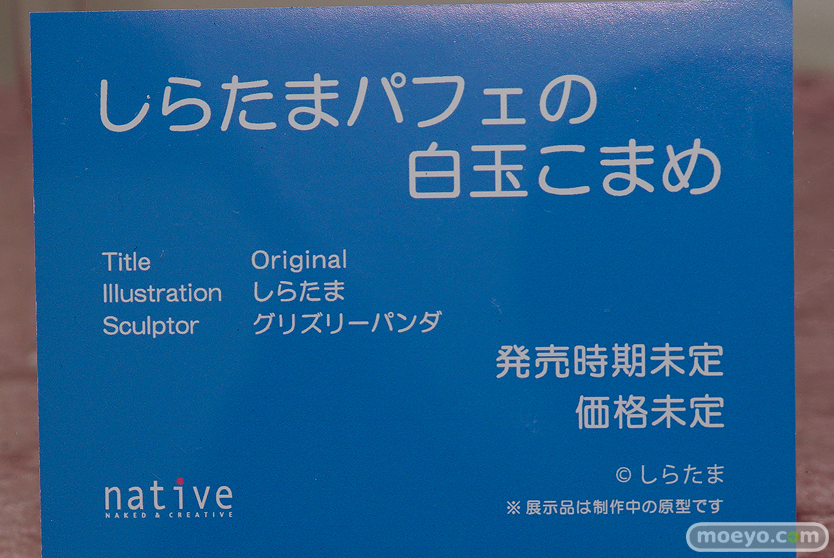 しらたまパフェの
白玉こまめ
Title Original
Illustration しらたま
Sculptor グリズリーパンダ
発売時期未定
価格未定
© しらたま
native
NAKED & CREATIVE
※展示品は制作中の原型です
moeyo.com